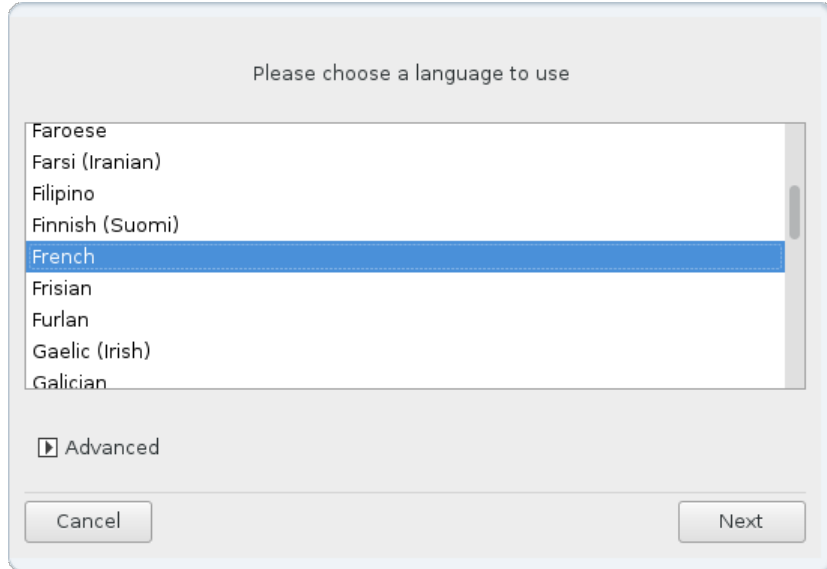 Please choose a language to use
Faroese
Farsi (Iranian)
Filipino
Finnish (Suomi)
French
Frisian
Furlan
Gaelic (Irish)
Galician
Advanced
Cancel
Next